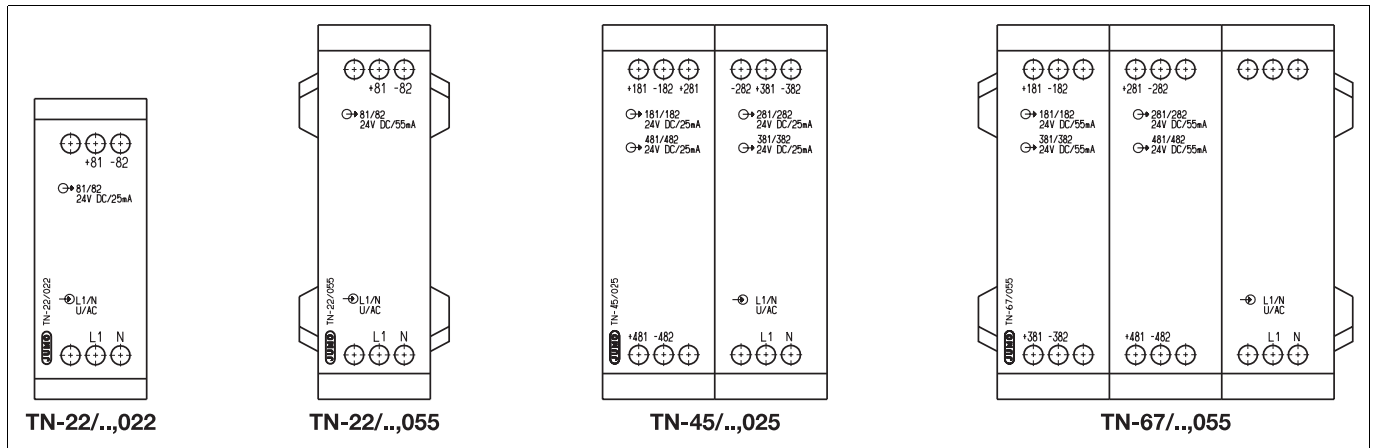 +81 -82
81/82
24V DC/25mA
TN-22/022
L1/N
U/AC
JUMO
L1 N
TN-22/..,022
+81 -82
81/82
24V DC/55mA
TN-22/055
L1/N
U/AC
JUMO
L1 N
TN-22/..,055
+181 -182 +281
-282 +381 -382
181/182
24V DC/25mA
481/482
24V DC/25mA
281/282
24V DC/25mA
381/382
24V DC/25mA
TN-45/025
L1/N
U/AC
JUMO
+481 -482
L1 N
TN-45/..,025
+181 -182
+281 -282
181/182
24V DC/55mA
381/382
24V DC/55mA
281/282
24V DC/55mA
481/482
24V DC/55mA
TN-67/055
L1/N
U/AC
JUMO
+381 -382
+481 -482
L1 N
TN-67/..,055